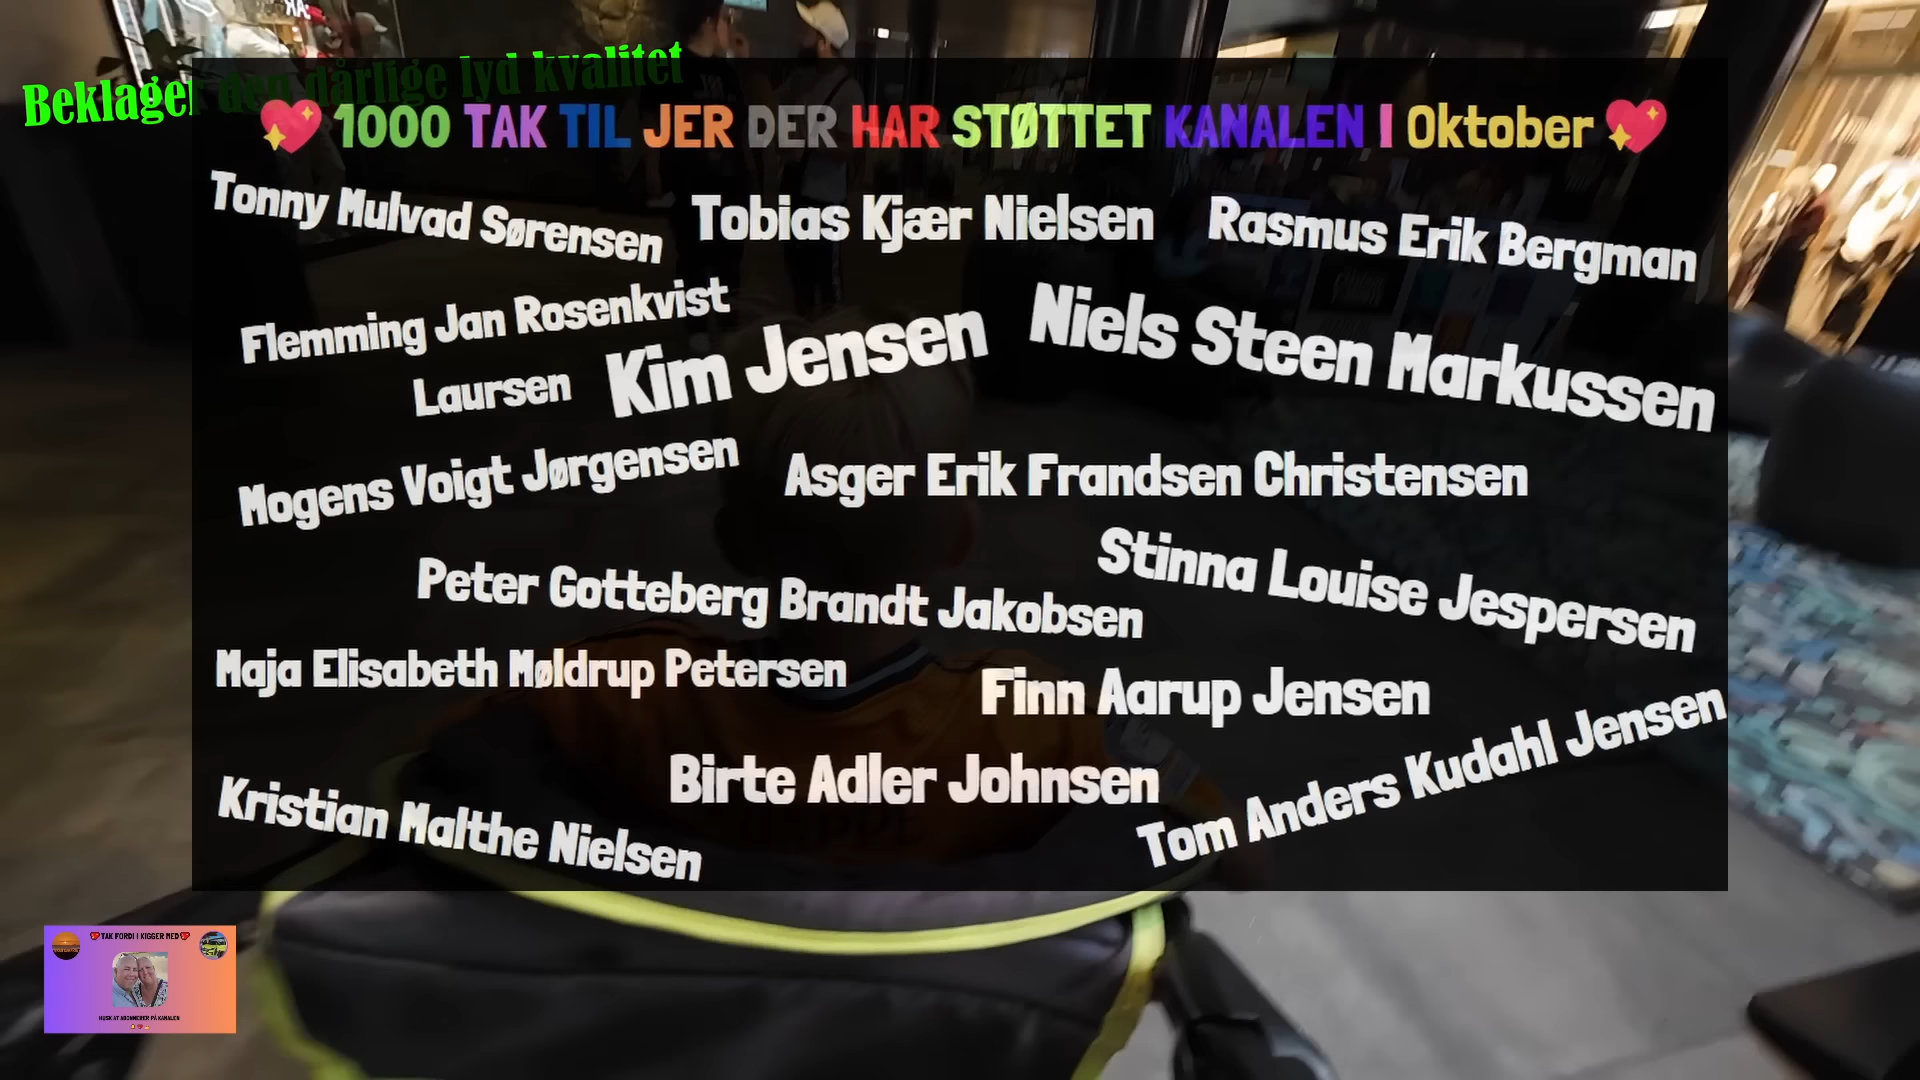 Beklager den dårlige lyd kvalitet
1000 TAK TIL JER DER HAR STØTTET KANALEN I Oktober
Tonny Mulvad Sørensen
Tobias Kjær Nielsen
Rasmus Erik Bergman
Flemming Jan Rosenkvist
Laursen
Kim Jensen
Niels Steen Markussen
Mogens Voigt Jørgensen
Asger Erik Frandsen Christensen
Stinna Louise Jespersen
Peter Gotteberg Brandt Jakobsen
Maja Elisabeth Møldrup Petersen
Finn Aarup Jensen
Tom Anders Kudahl Jensen
Birte Adler Johnsen
Kristian Malthe Nielsen
TAK FORDI I KIGGER MED
HUSK AT ABONNERER PÅ KANALEN